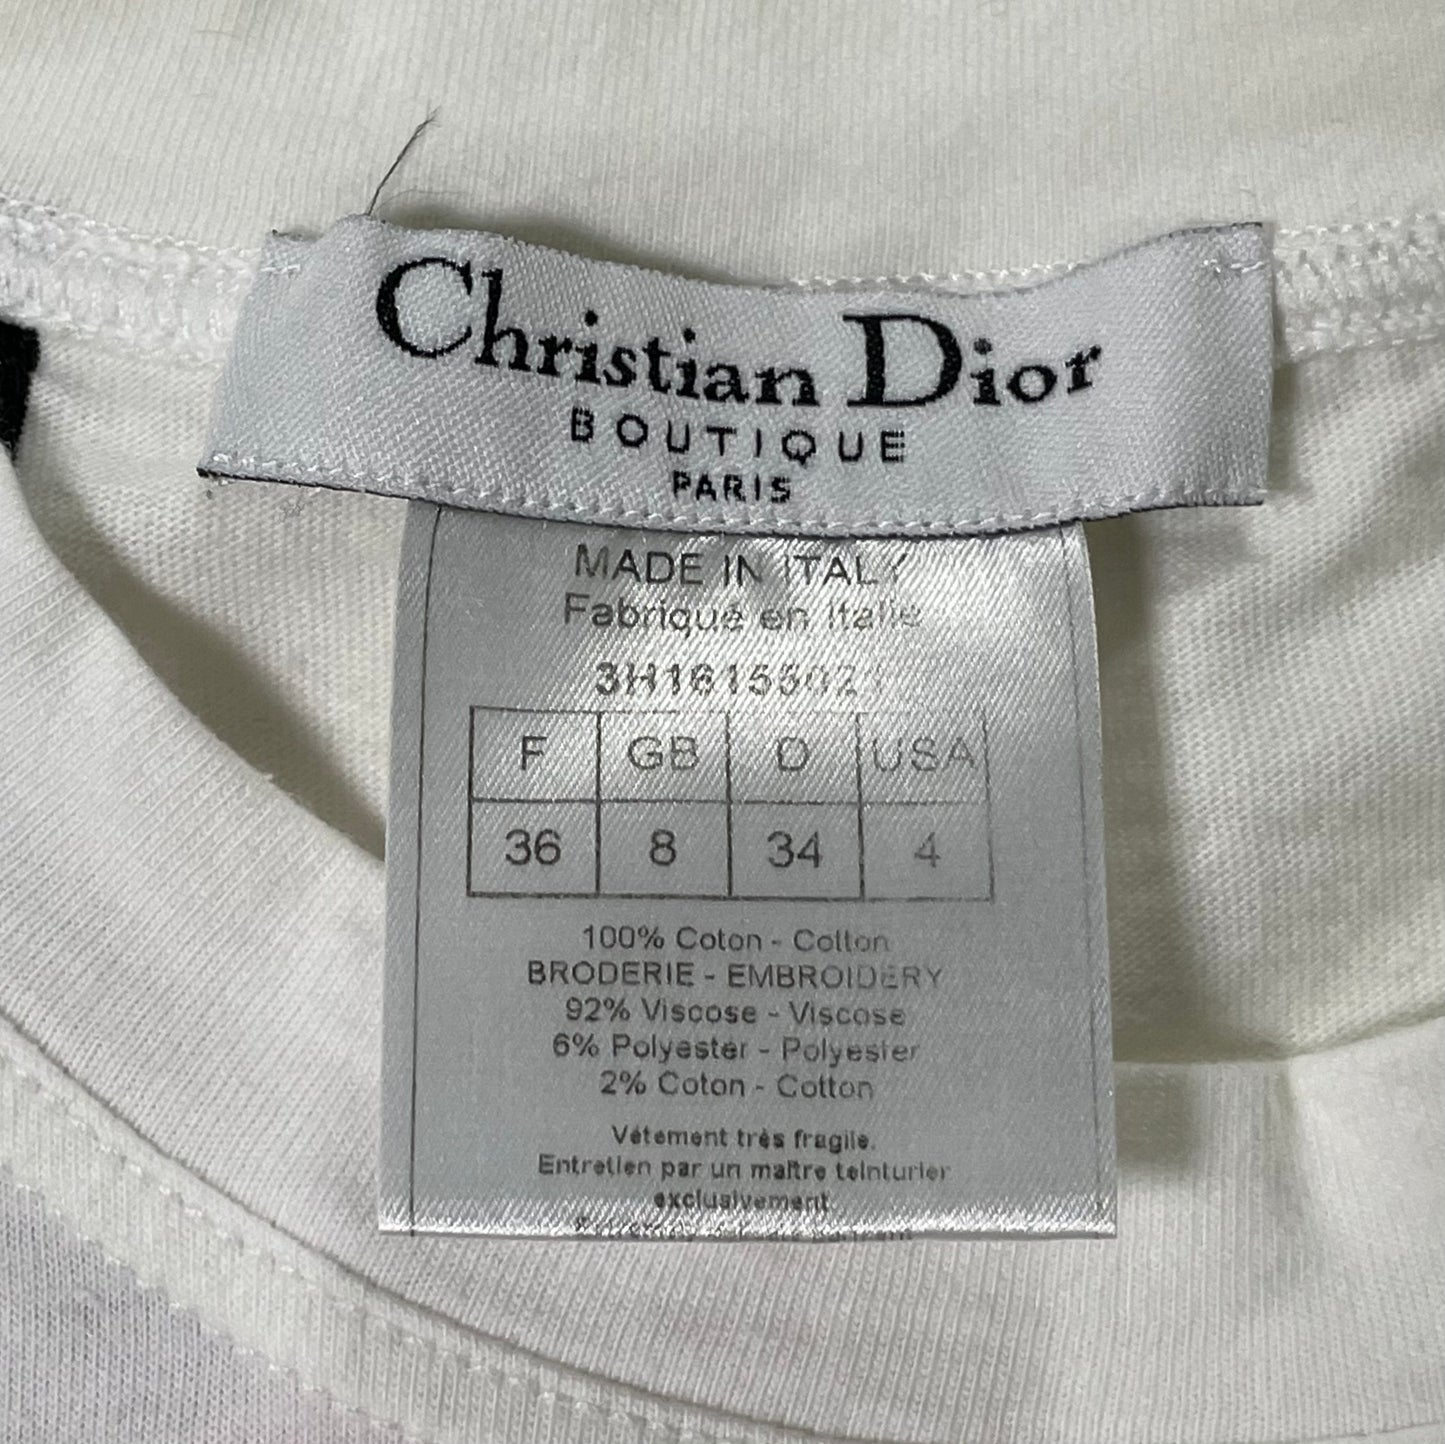 Christian Dior
BOUTIQUE
PARIS
MADE IN ITALY
Fabriqué en Italie
F GB D USA
36 8 34 4
100% Coton - Cotton
BRODERIE - EMBROIDERY
92% Viscose - Viscose
6% Polyester - Polyester
2% Coton - Cotton
Vétement très fragile.
Entretien par un maître teinturier
exclusivement